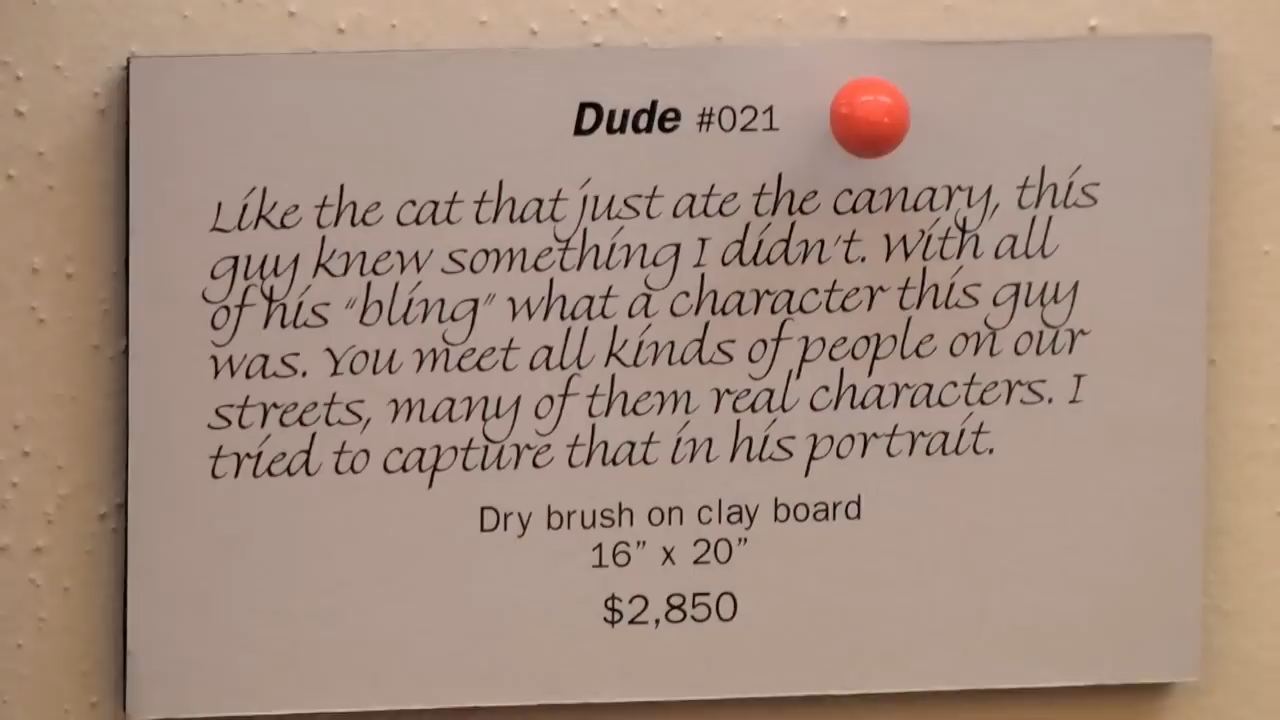 Dude #021
Like the cat that just ate the canary, this
guy knew something I didn't. With all
of his "bling" what a character this guy
was. You meet all kinds of people on our
streets, many of them real characters. I
tried to capture that in his portrait.
Dry brush on clay board
16” x 20”
$2,850